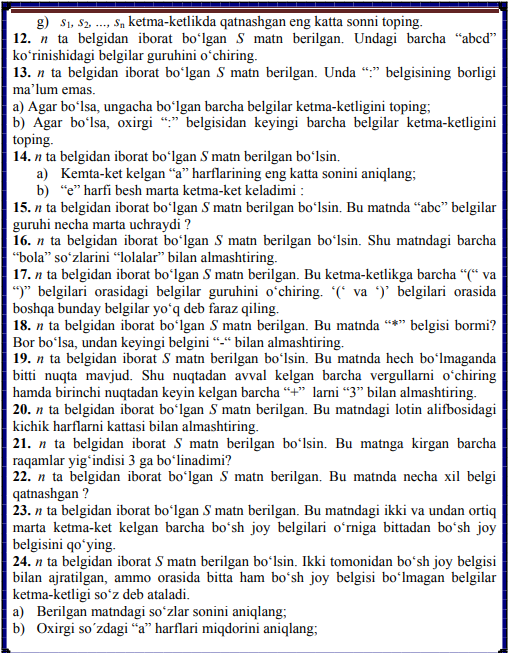 g) s1, s2, ..., sn ketma-ketlikda qatnashgan eng katta sonni toping.
12. n ta belgidan iborat bo‘lgan S matn berilgan. Undagi barcha “abcd”
ko‘rinishidagi belgilar guruhini o‘chiring.
13. n ta belgidan iborat bo‘lgan S matn berilgan. Unda “:” belgisining borligi
ma’lum emas.
a) Agar bo‘lsa, ungacha bo‘lgan barcha belgilar ketma-ketligini toping;
b) Agar bo‘lsa, oxirgi “:” belgisidan keyingi barcha belgilar ketma-ketligini
toping.
14. n ta belgidan iborat bo‘lgan S matn berilgan bo‘lsin.
a) Kemta-ket kelgan “a” harflarining eng katta sonini aniqlang;
b) “e” harfi besh marta ketma-ket keladimi :
15. n ta belgidan iborat bo‘lgan S matn berilgan bo‘lsin. Bu matnda “abc” belgilar
guruhi necha marta uchraydi ?
16. n ta belgidan iborat bo‘lgan S matn berilgan bo‘lsin. Shu matndagi barcha
“bola” so‘zlarini “lolalar” bilan almashtiring.
17. n ta belgidan iborat bo‘lgan S matn berilgan. Bu ketma-ketlikga barcha “(“ va
“)” belgilari orasidagi belgilar guruhini o‘chiring. ‘(‘ va ‘)’ belgilari orasida
boshqa bunday belgilar yo‘q deb faraz qiling.
18. n ta belgidan iborat bo‘lgan S matn berilgan. Bu matnda “*” belgisi bormi?
Bor bo‘lsa, undan keyingi belgini “-“ bilan almashtiring.
19. n ta belgidan iborat S matn berilgan bo‘lsin. Bu matnda hech bo‘lmaganda
bitti nuqta mavjud. Shu nuqtadan avval kelgan barcha vergullarni o‘chiring
hamda birinchi nuqtadan keyin kelgan barcha “+” larni “3” bilan almashtiring.
20. n ta belgidan iborat bo‘lgan S matn berilgan. Bu matndagi lotin alifbosidagi
kichik harflarni kattasi bilan almashtiring.
21. n ta belgidan iborat S matn berilgan bo‘lsin. Bu matnga kirgan barcha
raqamlar yig‘indisi 3 ga bo‘linadimi?
22. n ta belgidan iborat bo‘lgan S matn berilgan. Bu matnda necha xil belgi
qatnashgan ?
23. n ta belgidan iborat bo‘lgan S matn berilgan. Bu matndagi ikki va undan ortiq
marta ketma-ket kelgan barcha bo‘sh joy belgilari o‘rniga bittadan bo‘sh joy
belgisini qo‘ying.
24. n ta belgidan iborat S matn berilgan bo‘lsin. Ikki tomonidan bo‘sh joy belgisi
bilan ajratilgan, ammo orasida bitta ham bo‘sh joy belgisi bo‘lmagan belgilar
ketma-ketligi so‘z deb ataladi.
a) Berilgan matndagi so‘zlar sonini aniqlang;
b) Oxirgi so´zdagi “a” harflari miqdorini aniqlang;